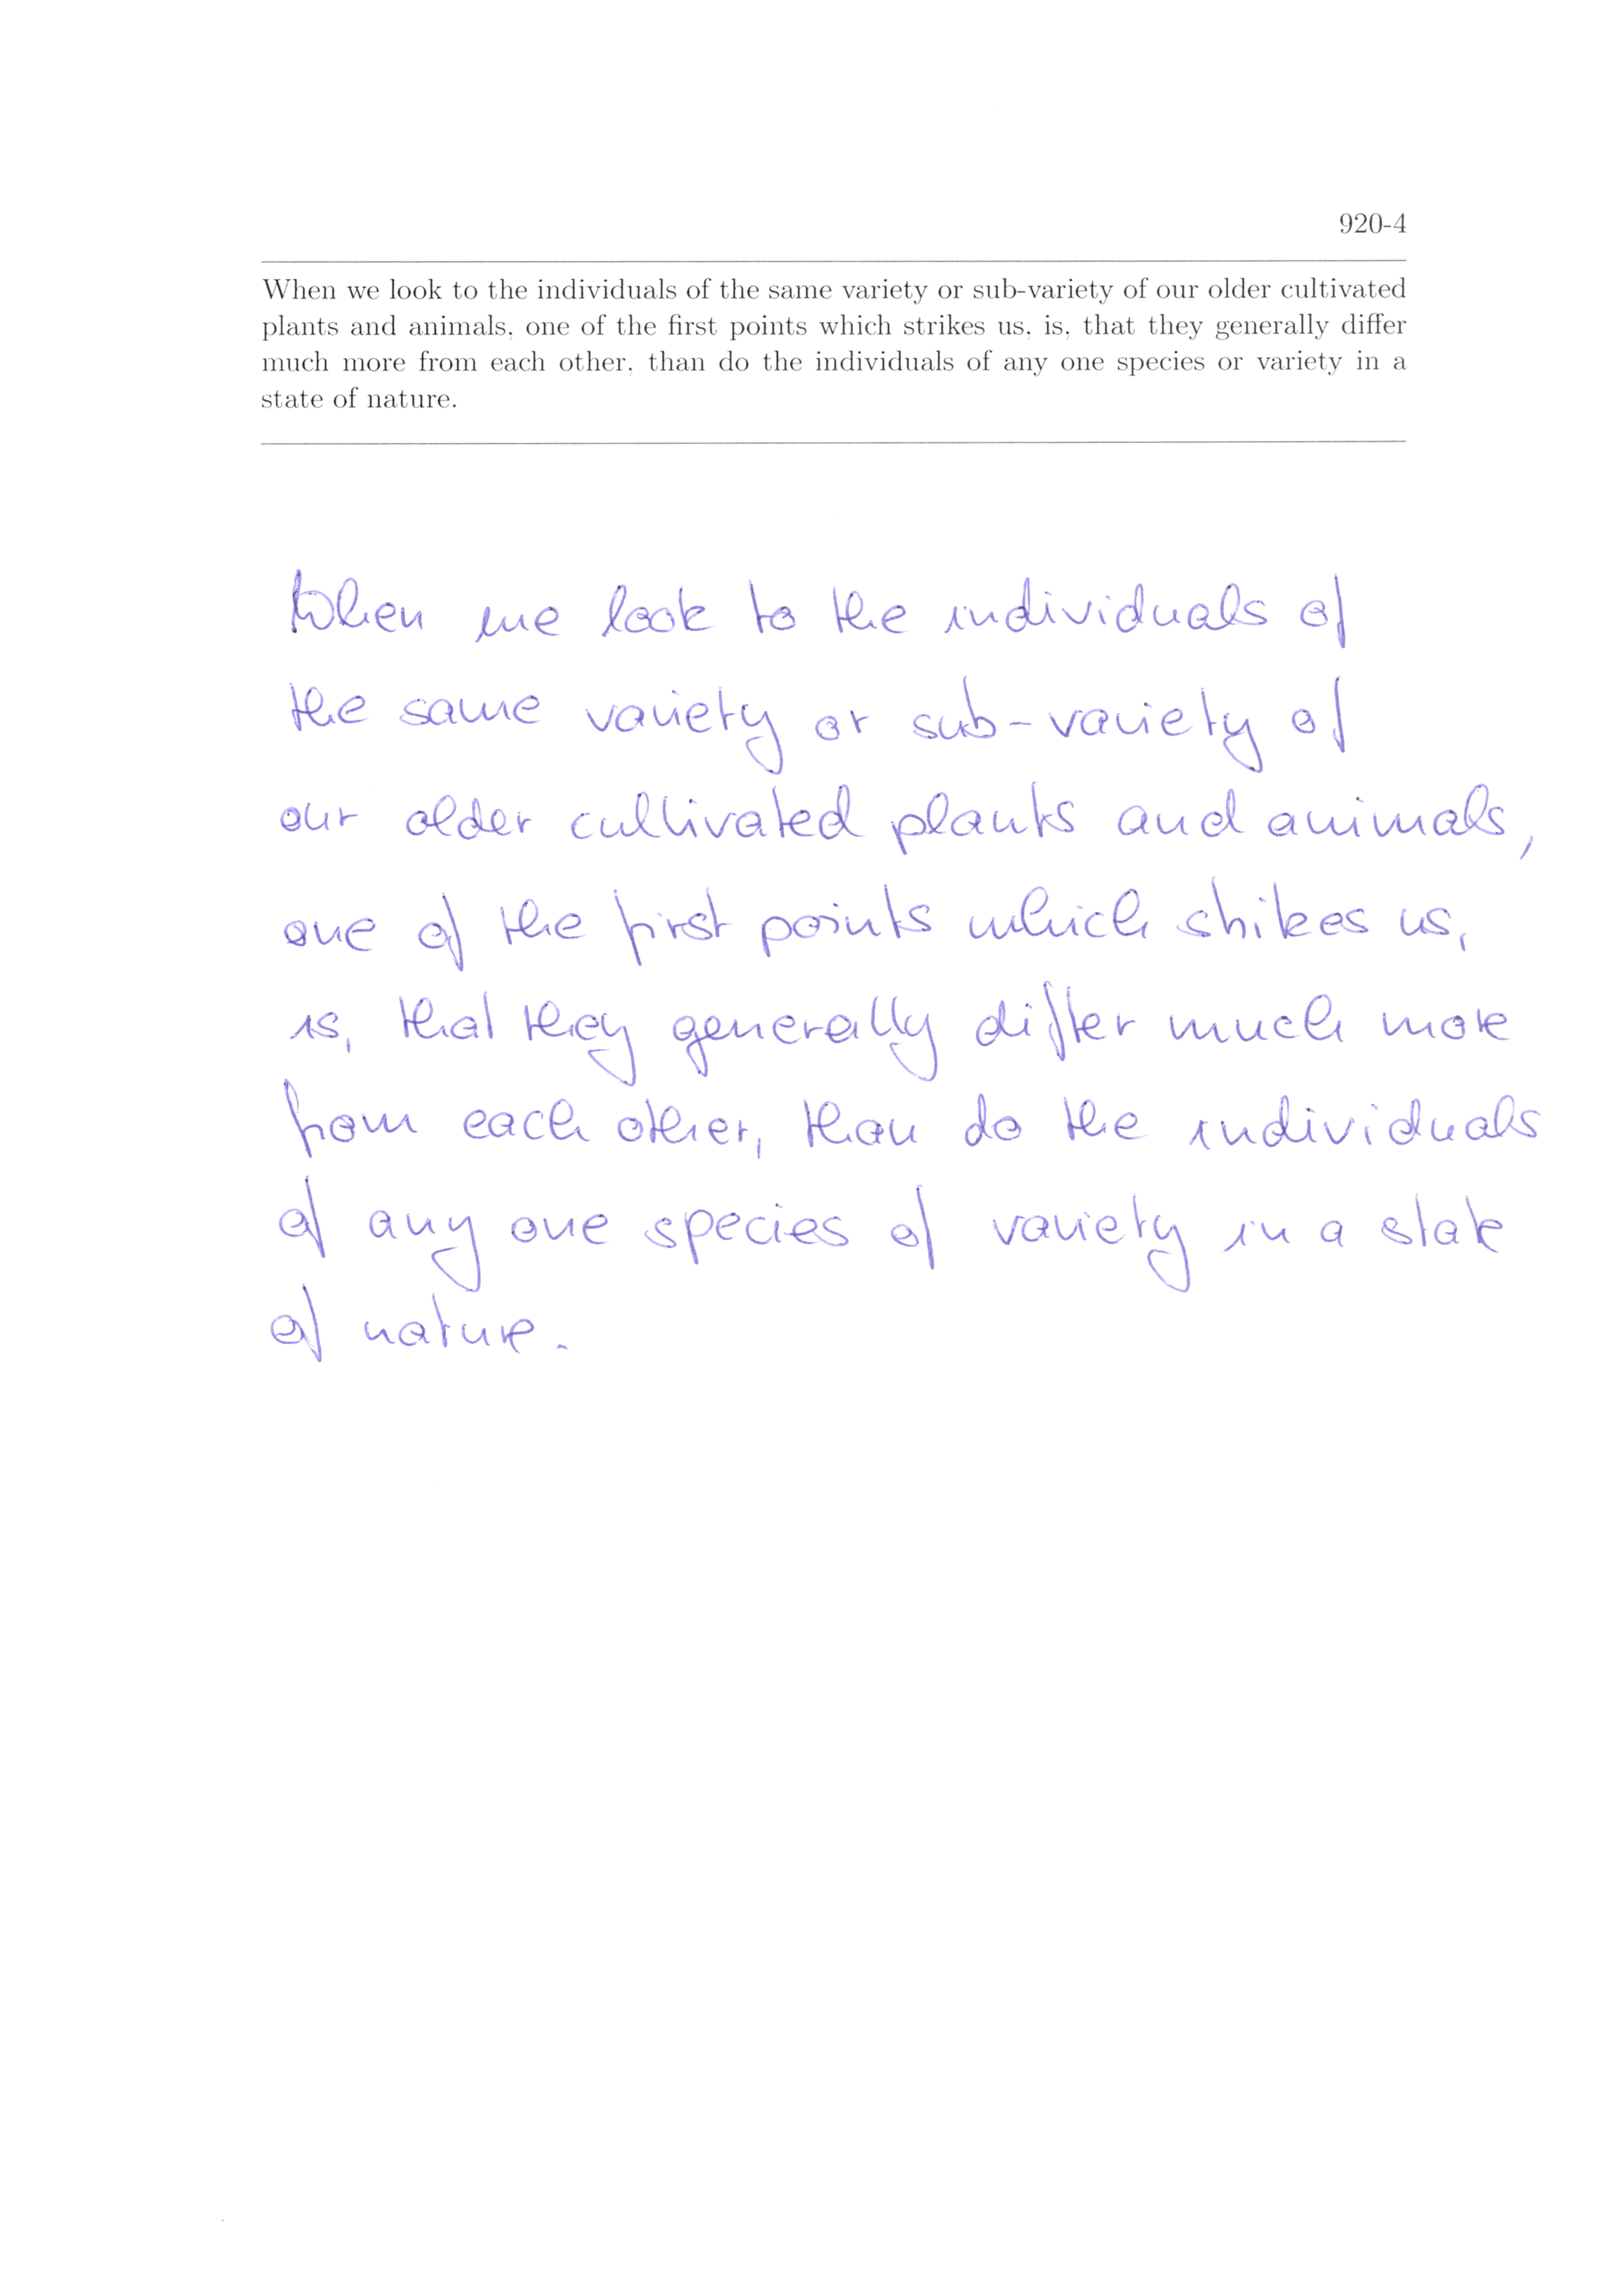 920-4
When we look to the individuals of the same variety or sub-variety of our older cultivated
plants and animals, one of the first points which strikes us, is, that they generally differ
much more from each other, than do the individuals of any one species or variety in a
state of nature.
When we look to the individuals of
the same variety or sub-variety of
our older cultivated plants and animals,
one of the first points which strikes us,
is, that they generally differ much more
from each other, than do the individuals
of any one species of variety in a state
of nature.